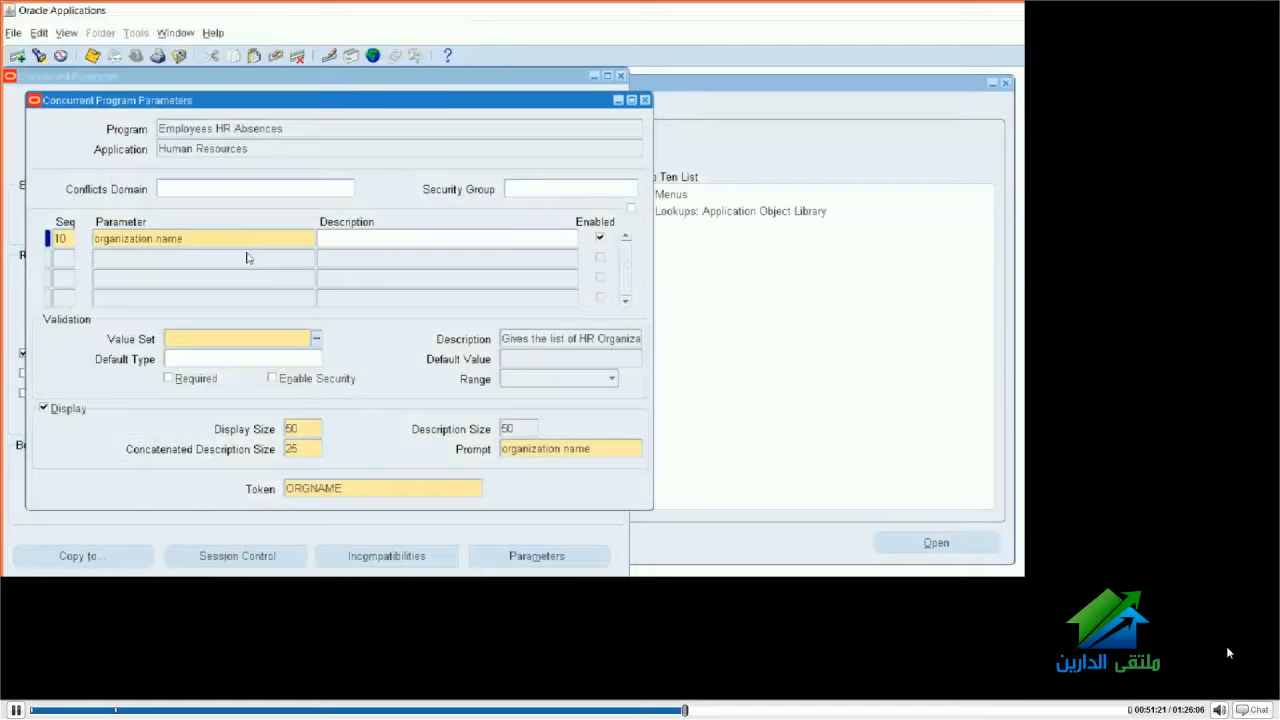 Oracle Applications
File Edit View Folder Tools Window Help
Concurrent Program Parameters
Program Employees HR Absences
Application Human Resources
Conflicts Domain Security Group
Seq Parameter Description Enabled
10 organization name
Validation
Value Set Description Gives the list of HR Organiza
Default Type Default Value
Required Enable Security Range
Display
Display Size 50 Description Size 50
Concatenated Description Size 25 Prompt organization name
Token ORGNAME
Copy to... Session Control Incompatibilities Parameters
Ten List
Menus
Lookups: Application Object Library
Open
ملتقى الدارين
00:51:21 / 01:26:06 Chat